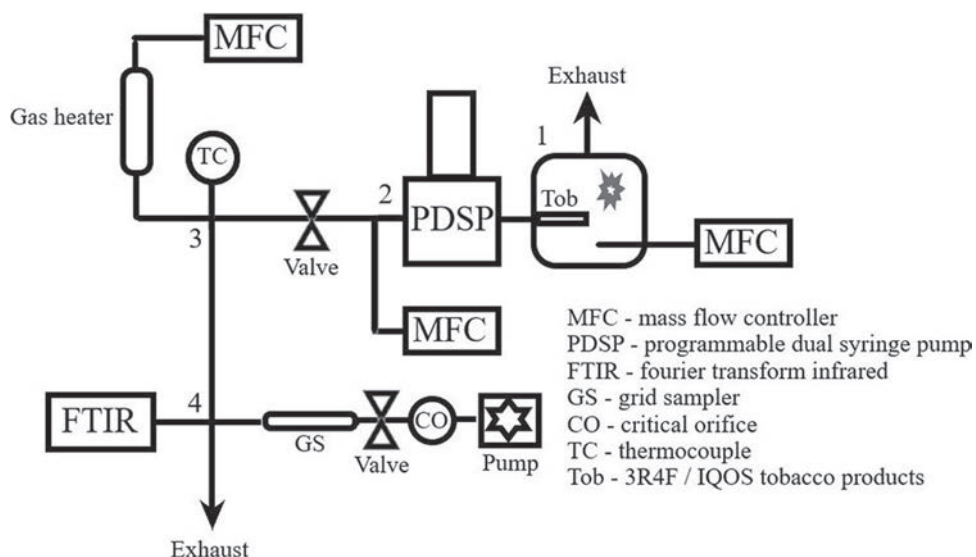 MFC
Gas heater
TC
Exhaust
1
Tob
2
PDSP
3
Valve
MFC
MFC
MFC - mass flow controller
PDSP - programmable dual syringe pump
FTIR - fourier transform infrared
GS - grid sampler
CO - critical orifice
TC - thermocouple
Tob - 3R4F / IQOS tobacco products
4
FTIR
GS
Valve
CO
Pump
Exhaust